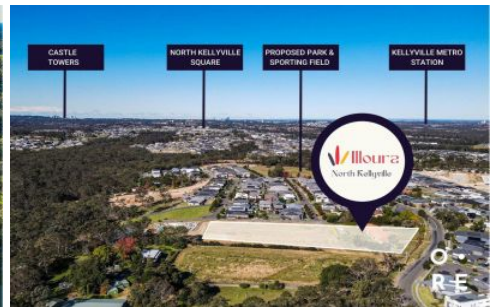 CASTLE
TOWERS
NORTH KELLYVILLE
SQUARE
PROPOSED PARK &
SPORTING FIELD
KELLYVILLE METRO
STATION
Illoura
North Kellyville
O
R E